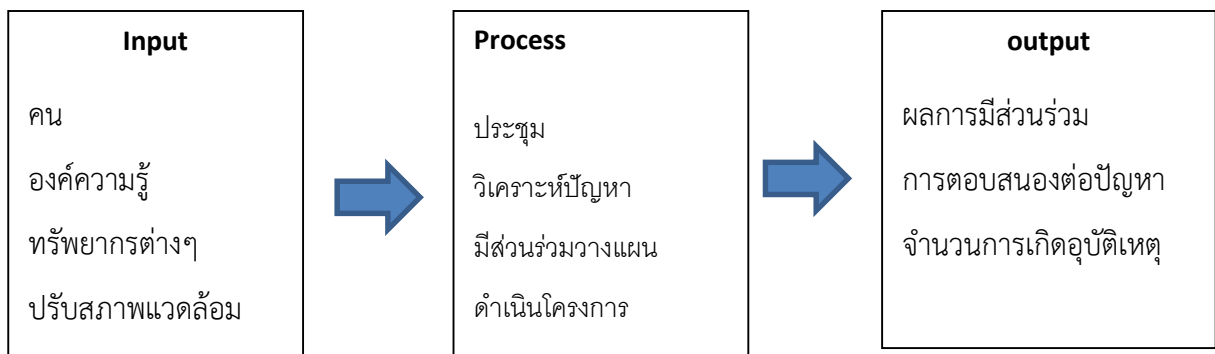 Input
คน
องค์ความรู้
ทรัพยากรต่างๆ
ปรับสภาพแวดล้อม
Process
ประชุม
วิเคราะห์ปัญหา
มีส่วนร่วมวางแผน
ดำเนินโครงการ
output
ผลการมีส่วนร่วม
การตอบสนองต่อปัญหา
จำนวนการเกิดอุบัติเหตุ